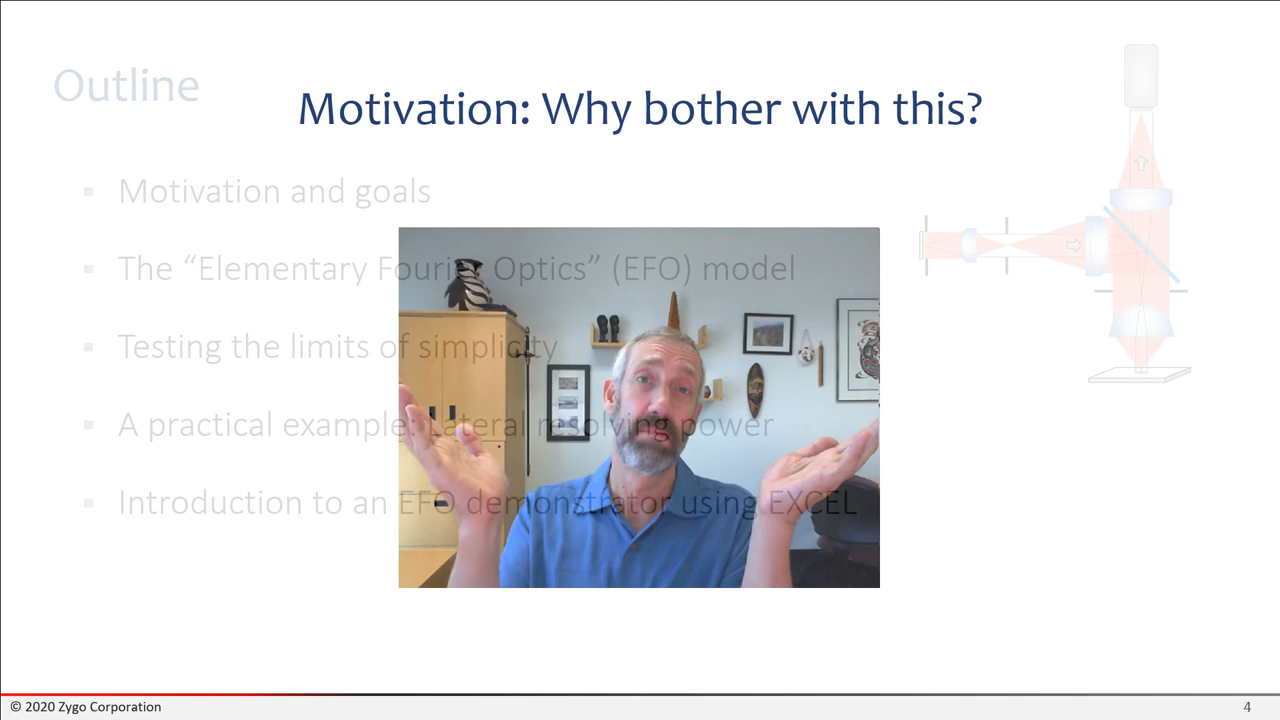 Outline
Motivation: Why bother with this?
▪ Motivation and goals
▪ The “Elementary Fourier Optics” (EFO) model
▪ Testing the limits of simplicity
▪ A practical example: Lateral resolving power
▪ Introduction to an EFO demonstrator using EXCEL
© 2020 Zygo Corporation
4